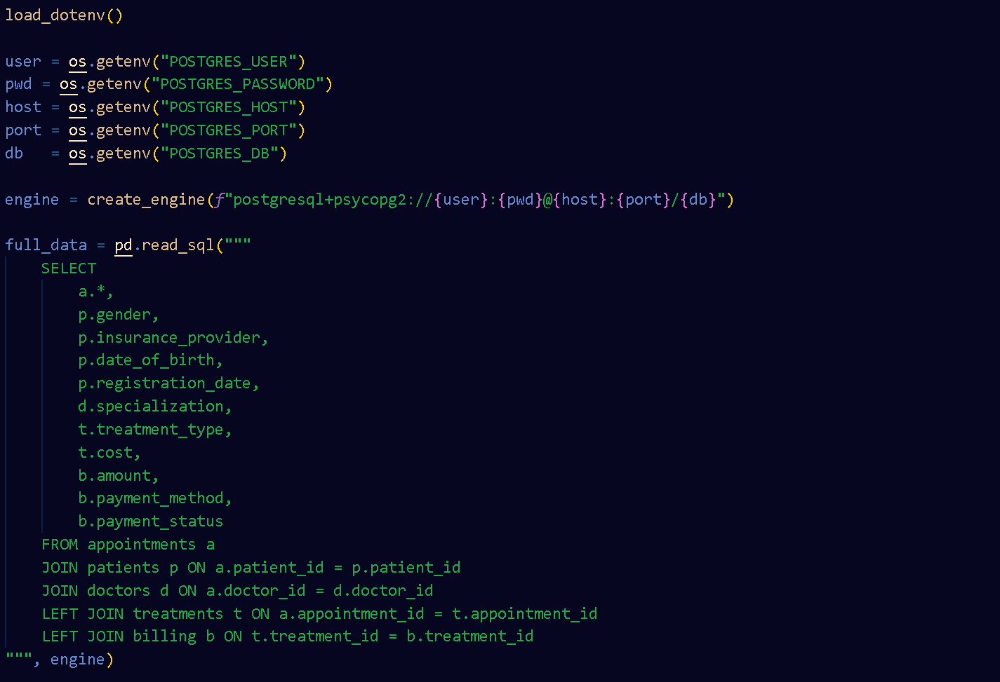 load_dotenv()
user = os.getenv("POSTGRES_USER")
pwd = os.getenv("POSTGRES_PASSWORD")
host = os.getenv("POSTGRES_HOST")
port = os.getenv("POSTGRES_PORT")
db   = os.getenv("POSTGRES_DB")
engine = create_engine(f"postgresql+psycopg2://{user}:{pwd}@{host}:{port}/{db}")
full_data = pd.read_sql("""
    SELECT
        a.*,
        p.gender,
        p.insurance_provider,
        p.date_of_birth,
        p.registration_date,
        d.specialization,
        t.treatment_type,
        t.cost,
        b.amount,
        b.payment_method,
        b.payment_status
    FROM appointments a
    JOIN patients p ON a.patient_id = p.patient_id
    JOIN doctors d ON a.doctor_id = d.doctor_id
    LEFT JOIN treatments t ON a.appointment_id = t.appointment_id
    LEFT JOIN billing b ON t.treatment_id = b.treatment_id
""", engine)